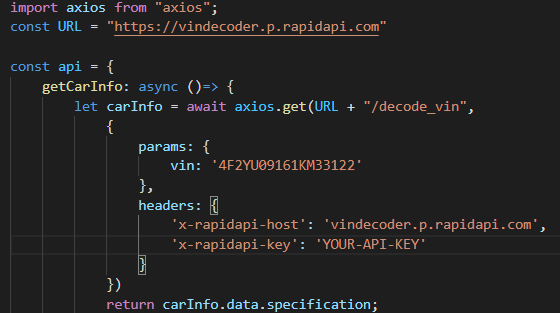 import axios from "axios";
const URL = "https://vindecoder.p.rapidapi.com"
const api = {
getCarInfo: async ()=> {
let carInfo = await axios.get(URL + "/decode_vin",
{
params: {
vin: '4F2YU09161KM33122'
},
headers: {
'x-rapidapi-host': 'vindecoder.p.rapidapi.com',
'x-rapidapi-key': 'YOUR-API-KEY'
}
})
return carInfo.data.specification;